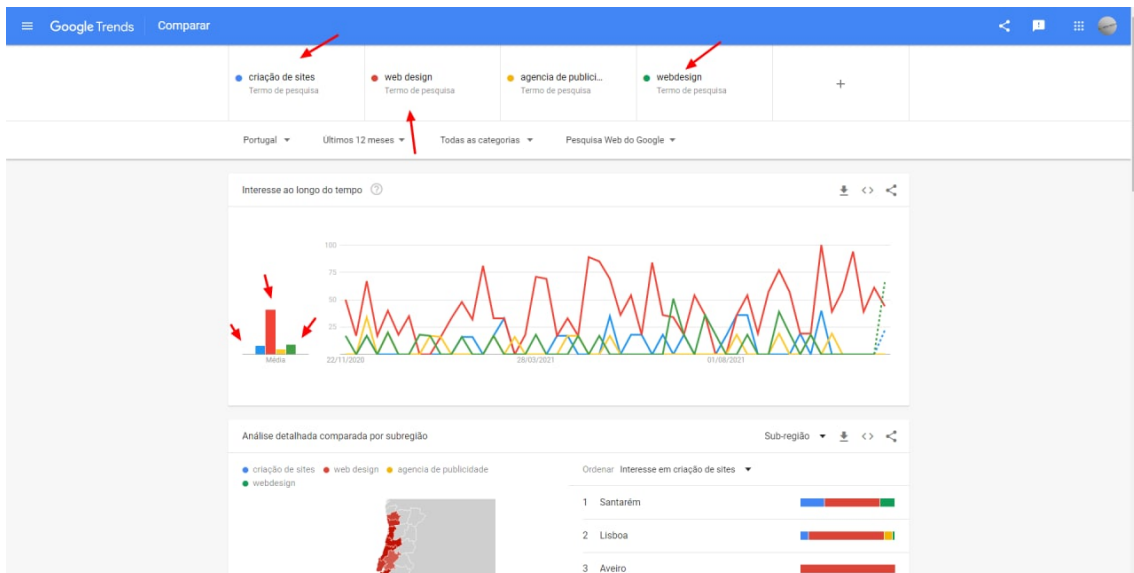 Google Trends Comparar
criação de sites
Termo de pesquisa
web design
Termo de pesquisa
agencia de publici...
Termo de pesquisa
webdesign
Termo de pesquisa
+
Portugal Últimos 12 meses Todas as categorias Pesquisa Web do Google
Interesse ao longo do tempo ?
100
75
50
25
Média
22/11/2020 28/03/2021 01/08/2021
Análise detalhada comparada por subregião
Sub-região
criação de sites web design agencia de publicidade
webdesign
Ordenar Interesse em criação de sites
1 Santarém
2 Lisboa
3 Aveiro